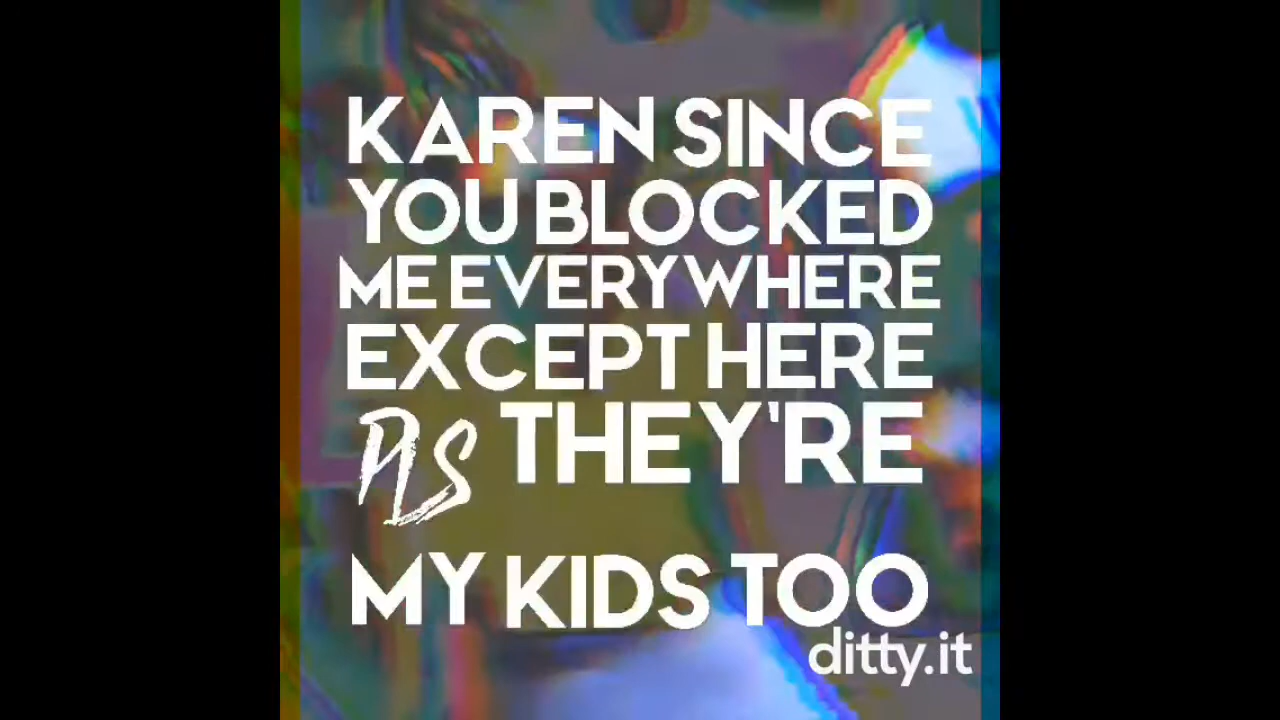 KAREN SINCE
YOU BLOCKED
ME EVERYWHERE
EXCEPT HERE
PLS THEY'RE
MY KIDS TOO
ditty.it